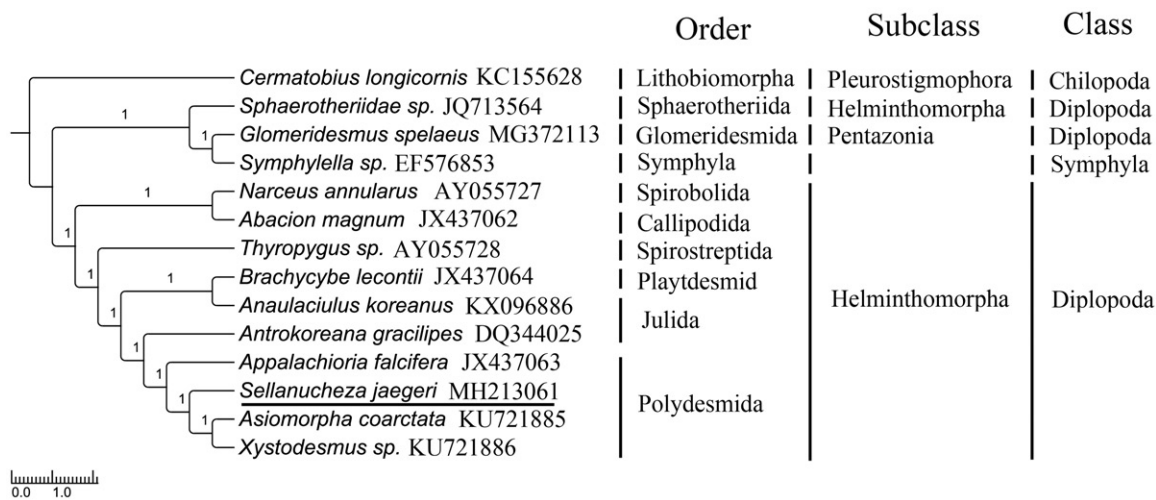 Order Subclass Class
Cermatobius longicornis KC155628 Lithobiomorpha Pleurostigmophora Chilopoda
1 Sphaerotheriidae sp. JQ713564 Sphaerotheriida Helminthomorpha Diplopoda
1 Glomeridesmus spelaeus MG372113 Glomeridesmida Pentazonia Diplopoda
Symphylella sp. EF576853 Symphyla Symphyla
1 Narceus annularus AY055727 Spirobolida
Abacion magnum JX437062 Callipodida
1
Thyropygus sp. AY055728 Spirostreptida
1 1 Brachycybe lecontii JX437064 Playtdesmid
Anaulaciulus koreanus KX096886 Helminthomorpha Diplopoda
1 Julida
Antrokoreana gracilipes DQ344025
1
Appalachioria falcifera JX437063
1
Sellanucheza jaegeri MH213061
1 Polydesmida
1 Asiomorpha coarctata KU721885
Xystodesmus sp. KU721886
0.0 1.0